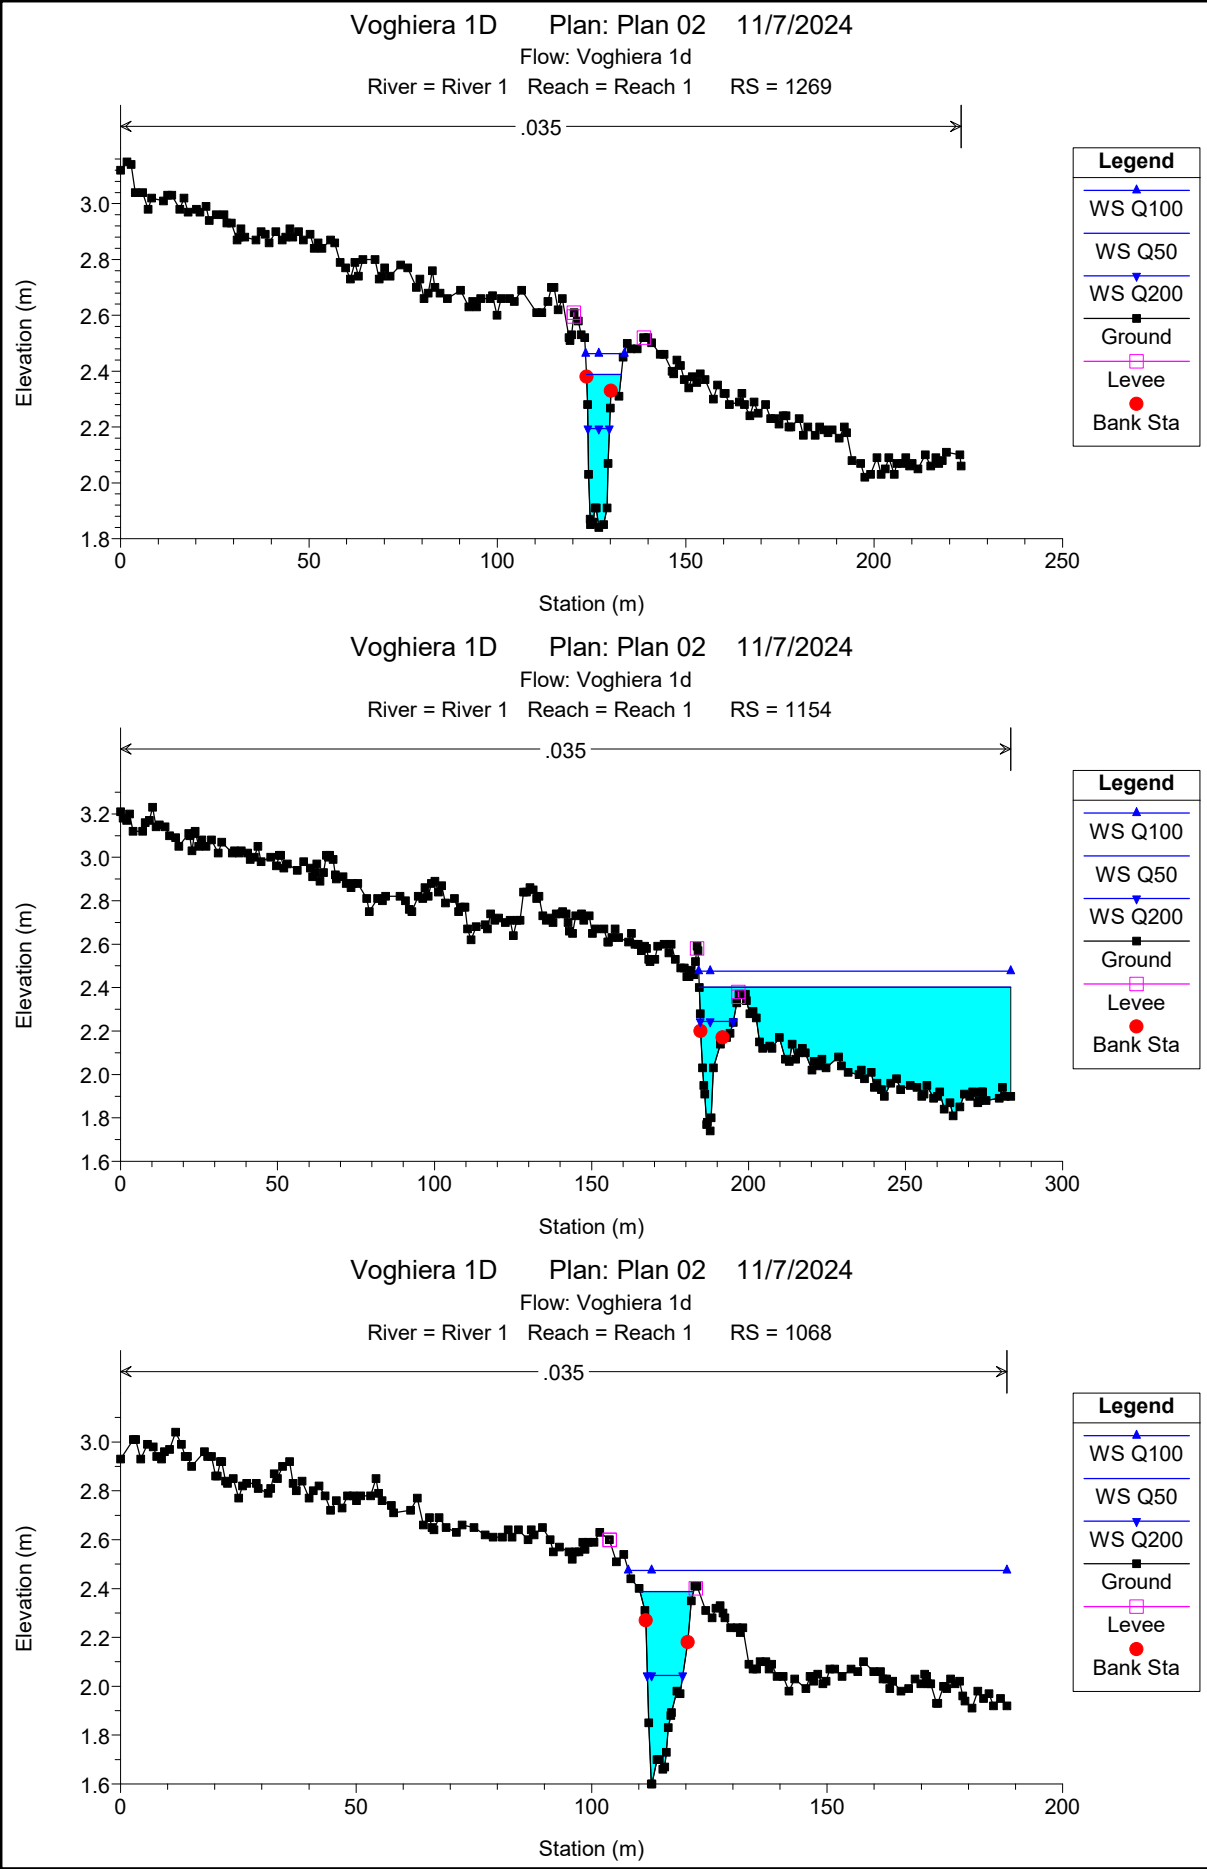 Voghiera 1D Plan: Plan 02 11/7/2024
Flow: Voghiera 1d
River = River 1 Reach = Reach 1 RS = 1269
.035
Legend
WS Q100
WS Q50
WS Q200
Ground
Levee
Bank Sta
Elevation (m)
3.0
2.8
2.6
2.4
2.2
2.0
1.8
0 50 100 150 200 250
Station (m)
Voghiera 1D Plan: Plan 02 11/7/2024
Flow: Voghiera 1d
River = River 1 Reach = Reach 1 RS = 1154
.035
Legend
WS Q100
WS Q50
WS Q200
Ground
Levee
Bank Sta
Elevation (m)
3.2
3.0
2.8
2.6
2.4
2.2
2.0
1.8
1.6
0 50 100 150 200 250 300
Station (m)
Voghiera 1D Plan: Plan 02 11/7/2024
Flow: Voghiera 1d
River = River 1 Reach = Reach 1 RS = 1068
.035
Legend
WS Q100
WS Q50
WS Q200
Ground
Levee
Bank Sta
Elevation (m)
3.0
2.8
2.6
2.4
2.2
2.0
1.8
1.6
0 50 100 150 200
Station (m)